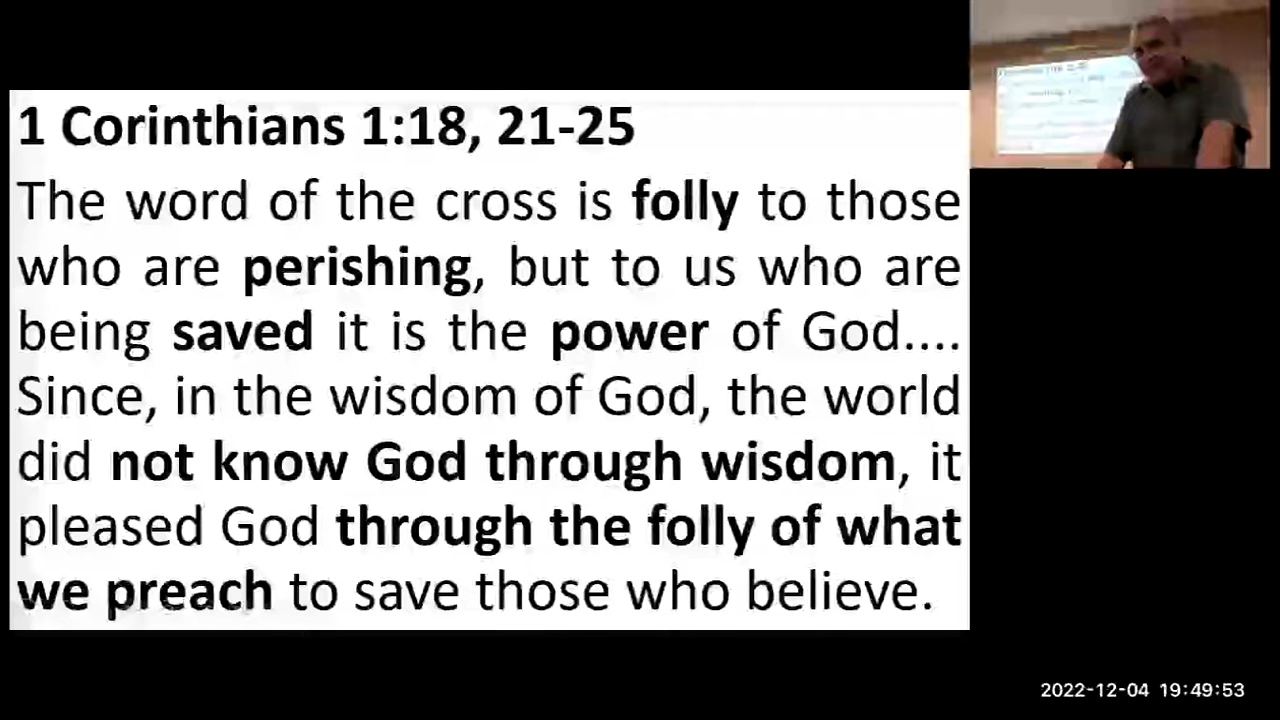 1 Corinthians 1:18, 21-25
The word of the cross is folly to those
who are perishing, but to us who are
being saved it is the power of God....
Since, in the wisdom of God, the world
did not know God through wisdom, it
pleased God through the folly of what
we preach to save those who believe.
2022-12-04 19:49:53